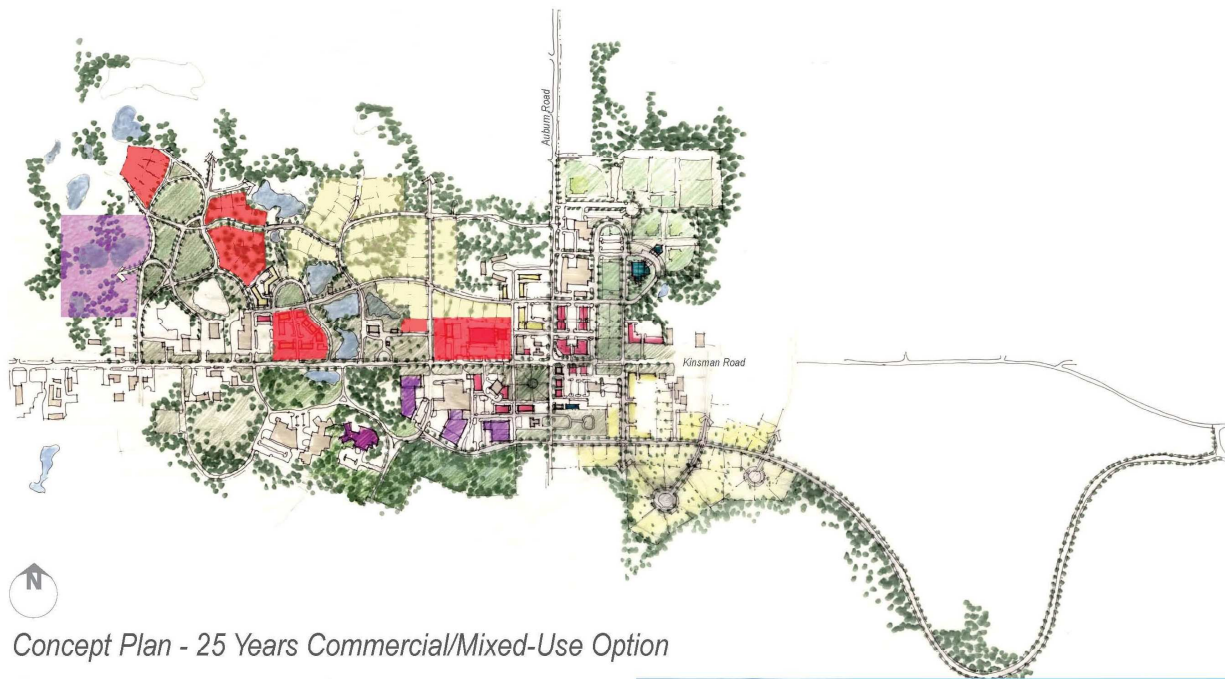 Auburn Road
Kinsman Road
N
Concept Plan - 25 Years Commercial/Mixed-Use Option